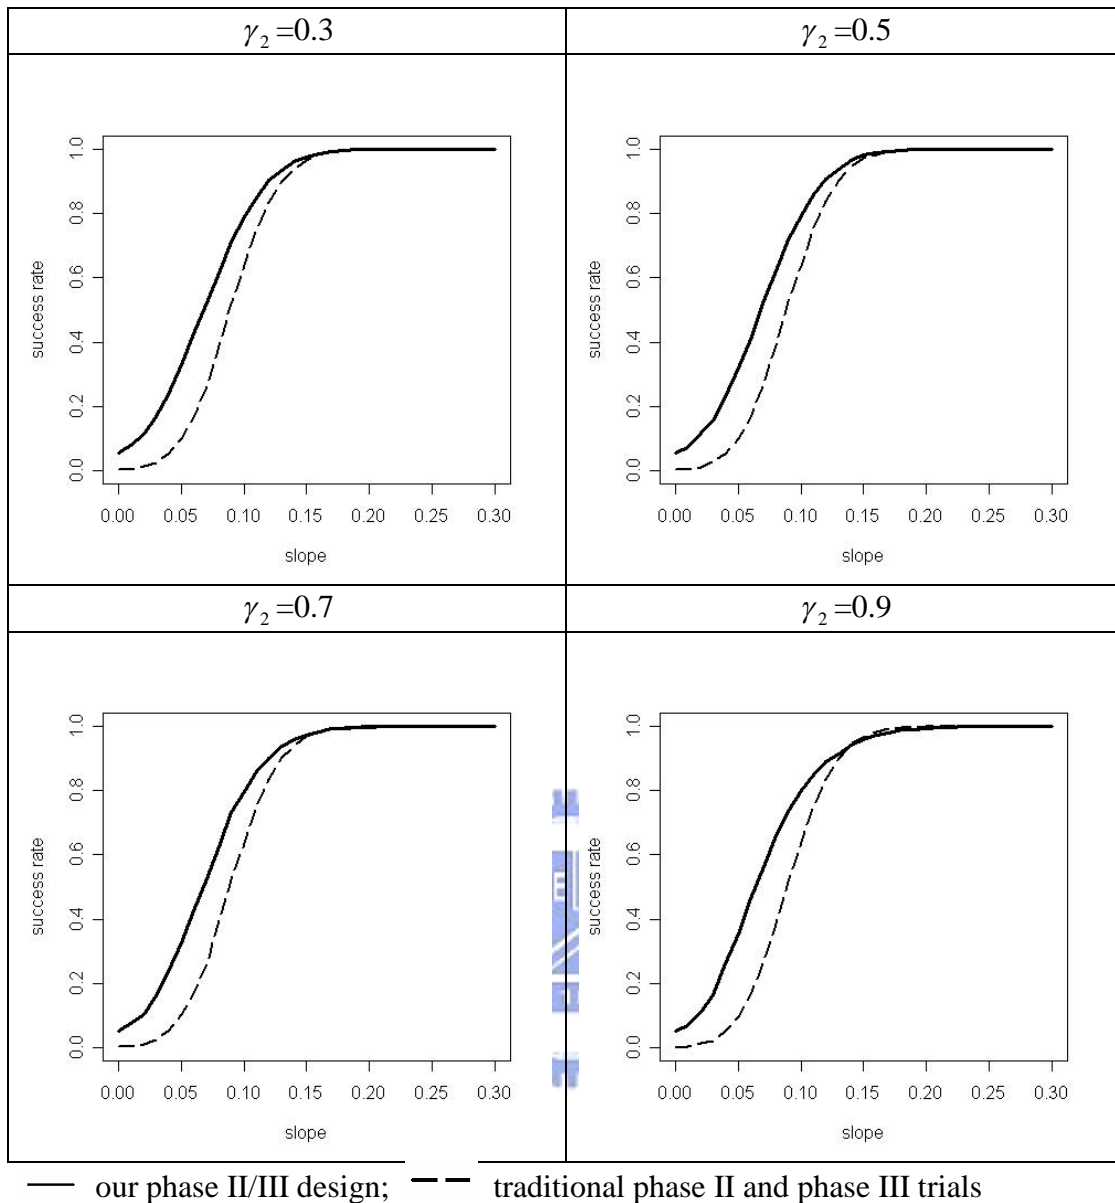 γ₂ =0.3
γ₂ =0.5
success rate
0.0 0.2 0.4 0.6 0.8 1.0
0.00 0.05 0.10 0.15 0.20 0.25 0.30
slope
success rate
0.0 0.2 0.4 0.6 0.8 1.0
0.00 0.05 0.10 0.15 0.20 0.25 0.30
slope
γ₂ =0.7
γ₂ =0.9
success rate
0.0 0.2 0.4 0.6 0.8 1.0
0.00 0.05 0.10 0.15 0.20 0.25 0.30
slope
success rate
0.0 0.2 0.4 0.6 0.8 1.0
0.00 0.05 0.10 0.15 0.20 0.25 0.30
slope
— our phase II/III design; – – traditional phase II and phase III trials